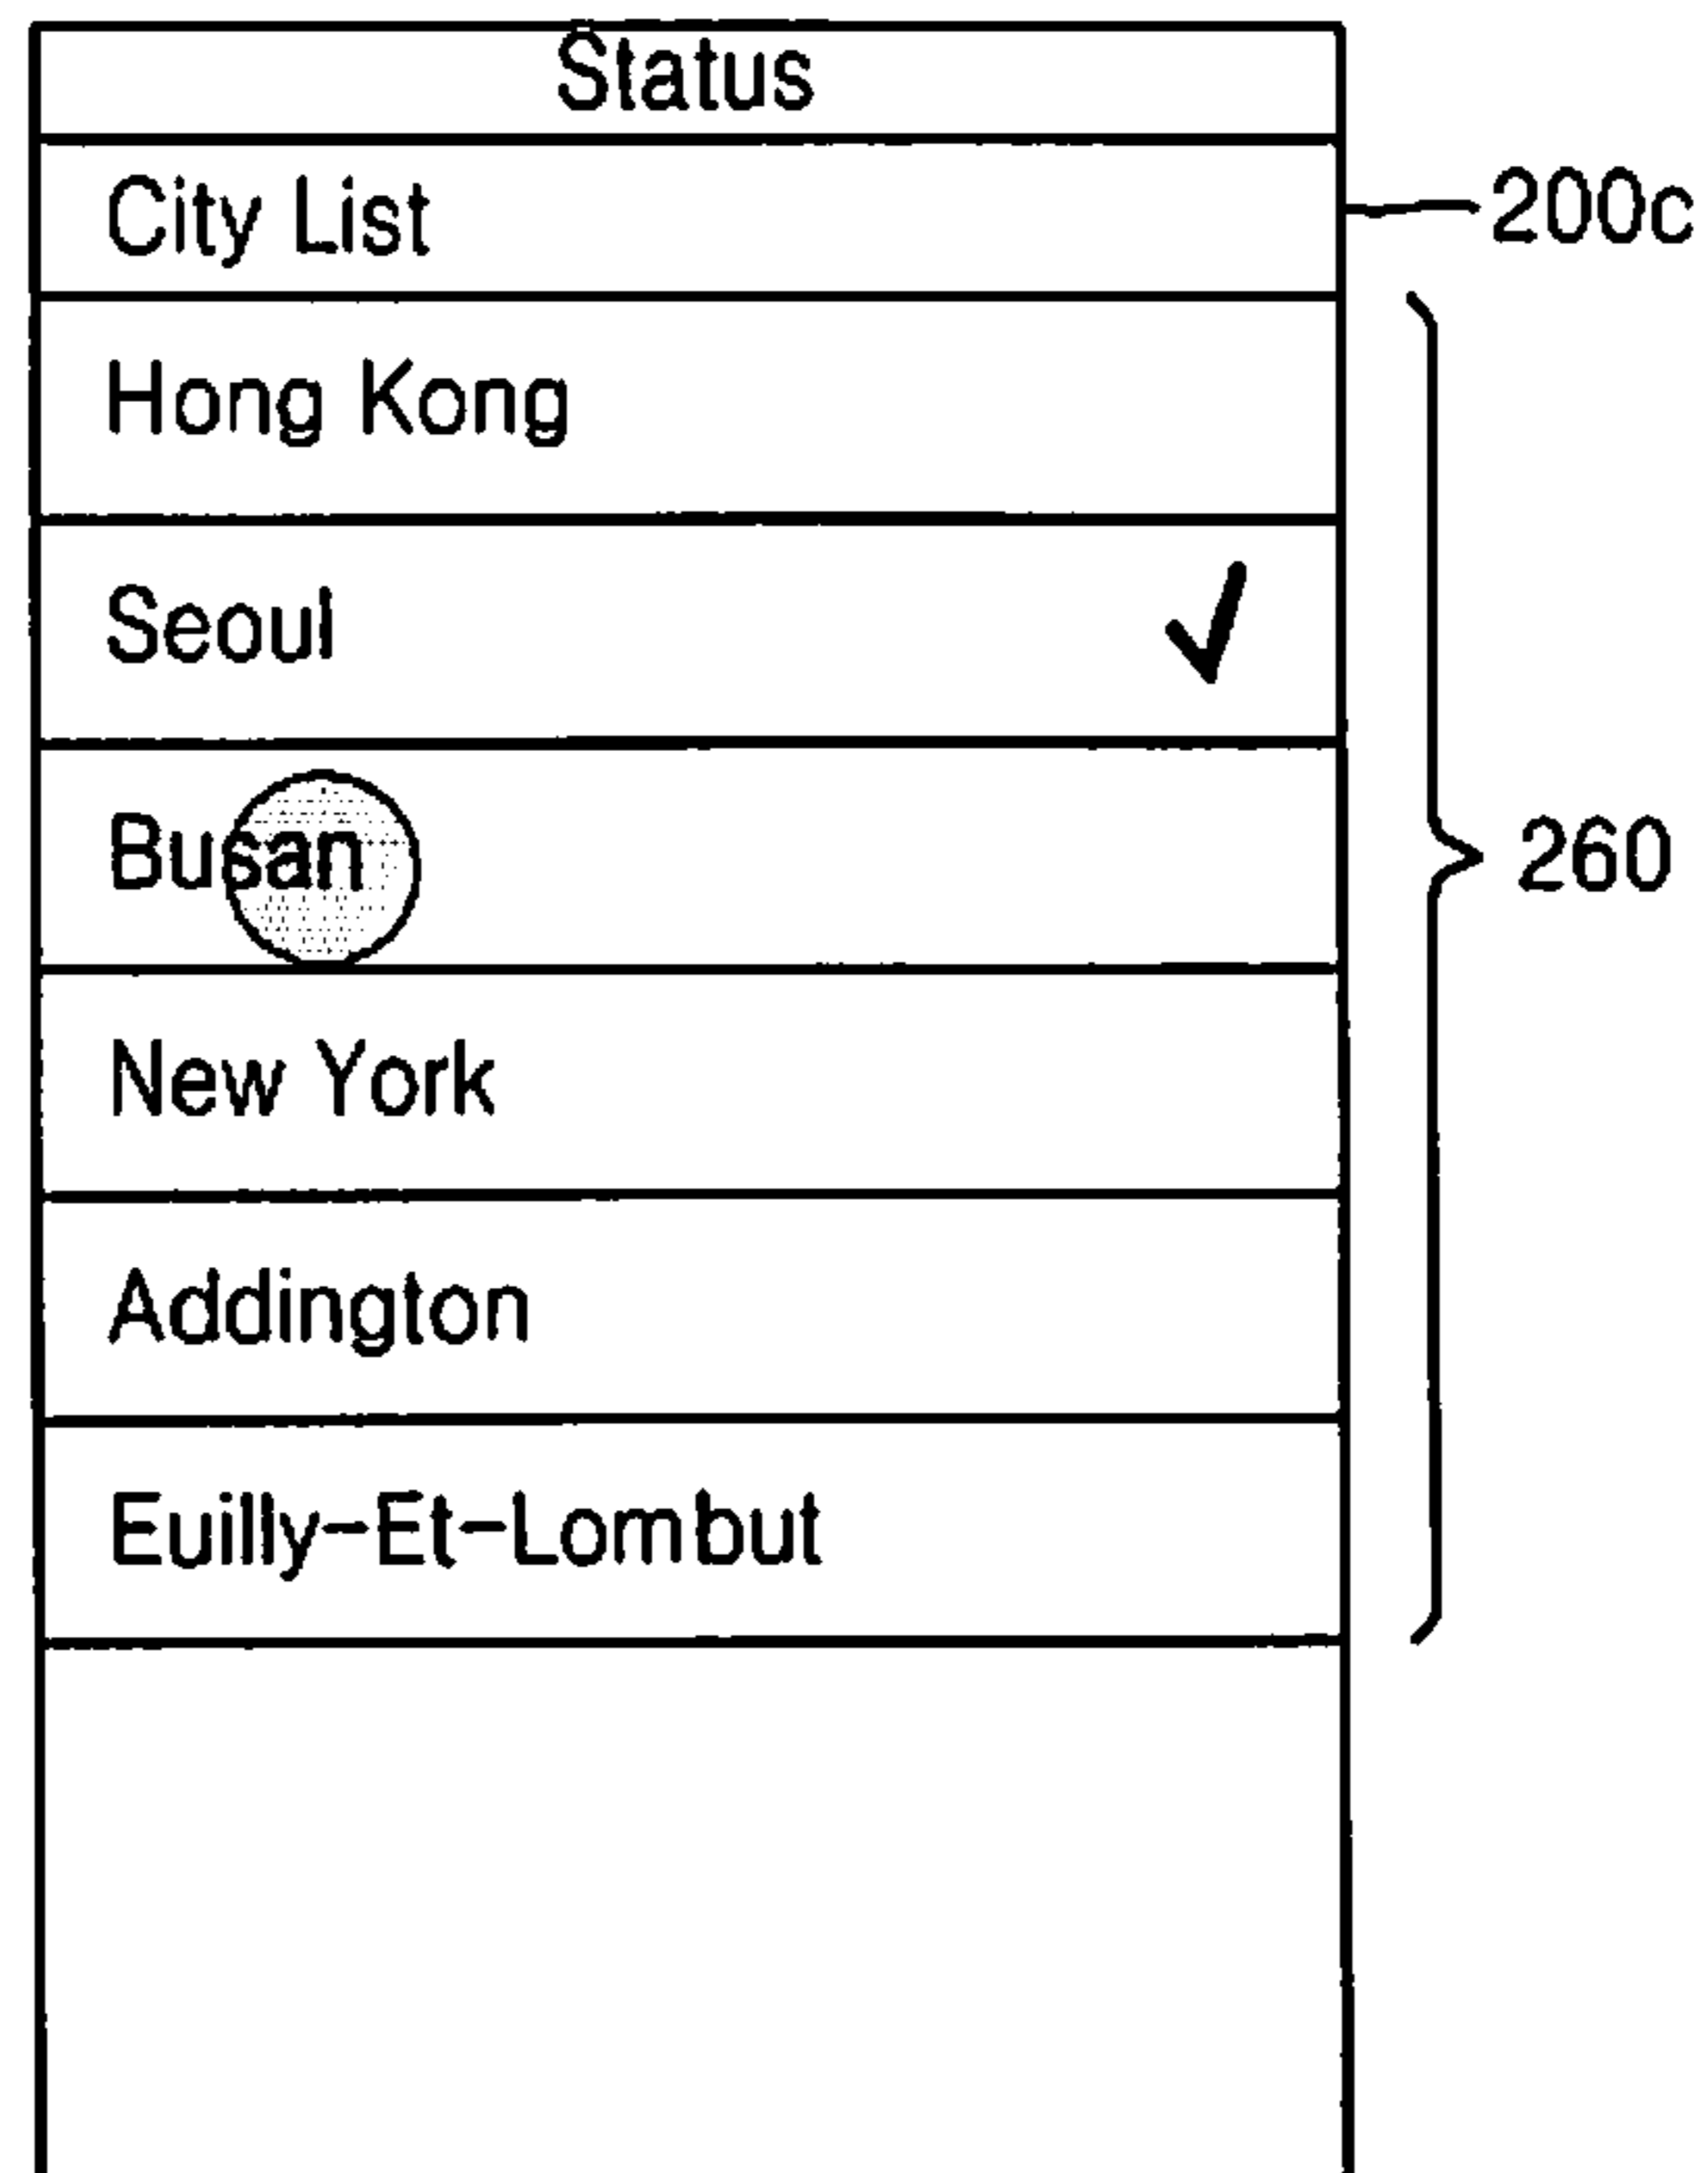 Status
City List
200c
Hong Kong
Seoul
Busan
260
New York
Addington
Euilly-Et-Lombut